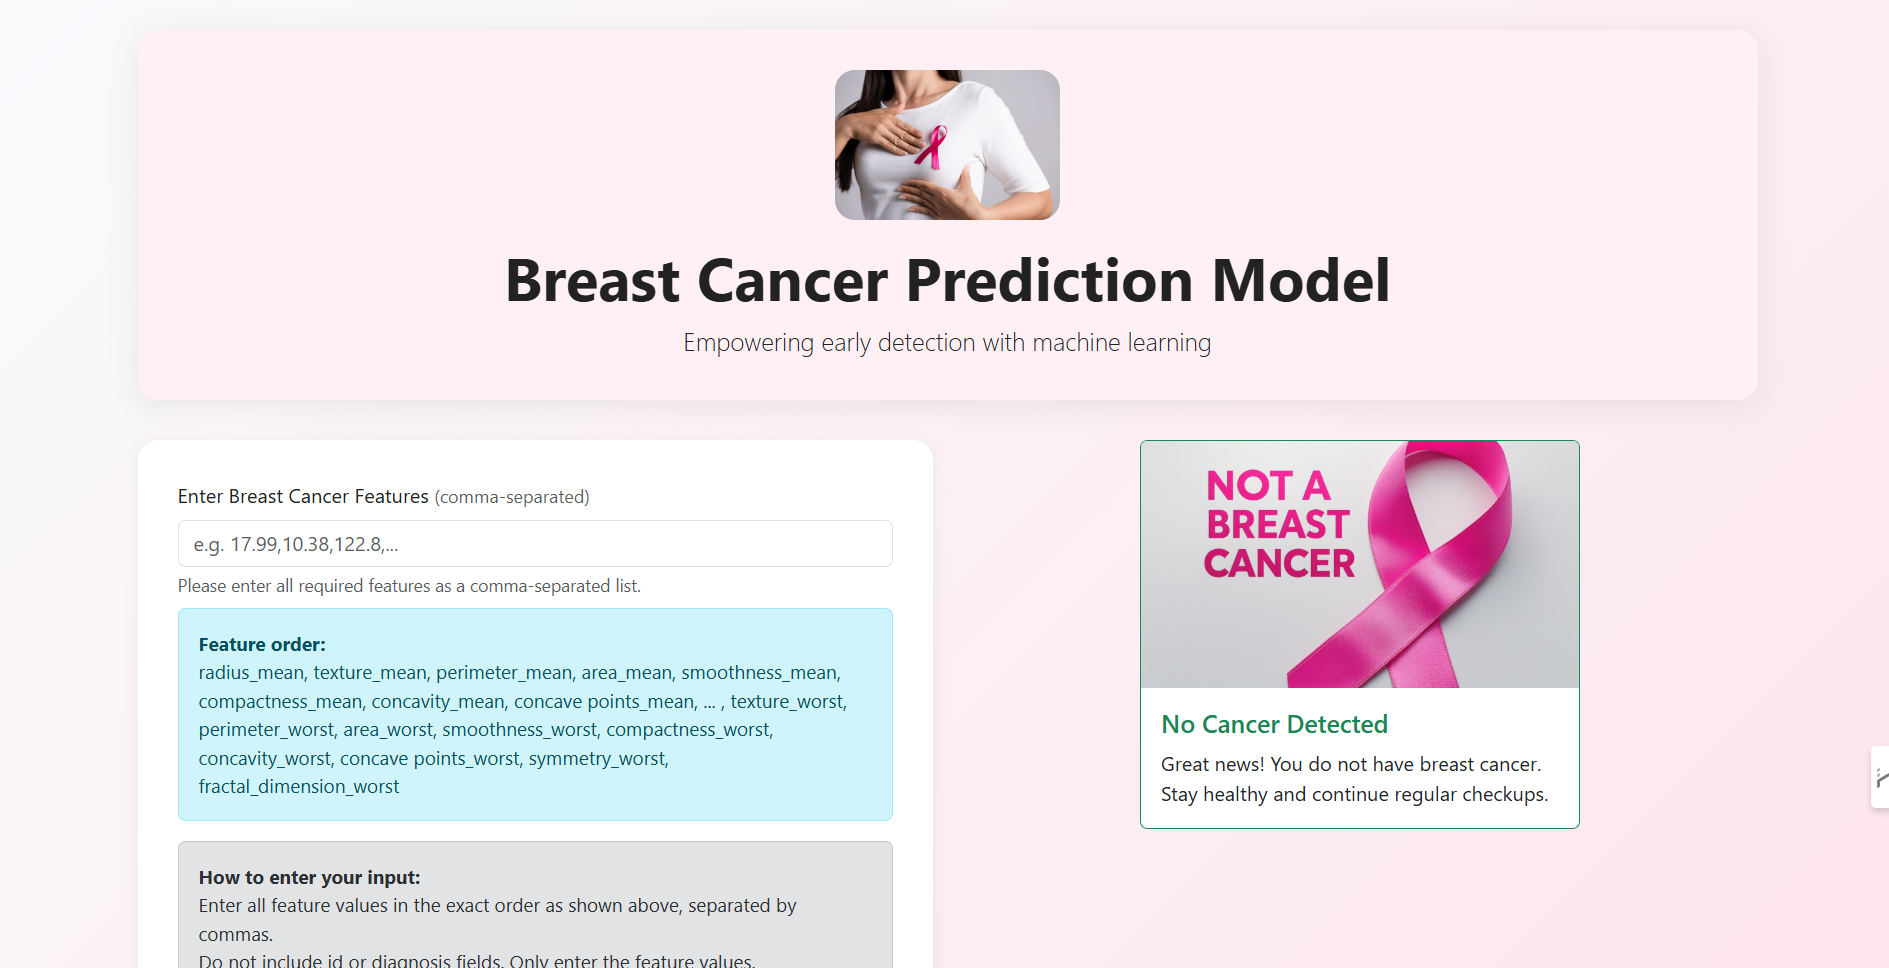 Breast Cancer Prediction Model
Empowering early detection with machine learning
Enter Breast Cancer Features (comma-separated)
e.g. 17.99,10.38,122.8,...
Please enter all required features as a comma-separated list.
Feature order:
radius_mean, texture_mean, perimeter_mean, area_mean, smoothness_mean,
compactness_mean, concavity_mean, concave points_mean, ... , texture_worst,
perimeter_worst, area_worst, smoothness_worst, compactness_worst,
concavity_worst, concave points_worst, symmetry_worst,
fractal_dimension_worst
How to enter your input:
Enter all feature values in the exact order as shown above, separated by
commas.
Do not include id or diagnosis fields. Only enter the feature values.
NOT A
BREAST
CANCER
No Cancer Detected
Great news! You do not have breast cancer.
Stay healthy and continue regular checkups.